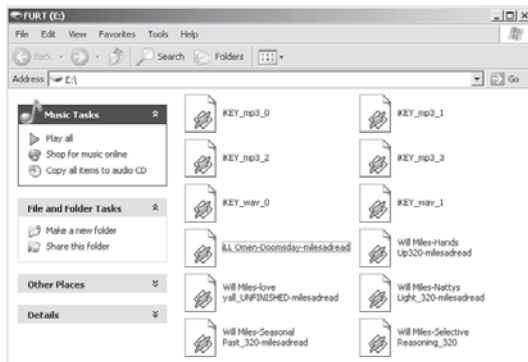 FURT (E:)
File Edit View Favorites Tools Help
Back Search Folders
Address E:\ Go
Music Tasks
Play all
Shop for music online
Copy all items to audio CD
File and Folder Tasks
Make a new folder
Share this folder
Other Places
Details
iKEY_mp3_0
iKEY_mp3_1
iKEY_mp3_2
iKEY_mp3_3
iKEY_wav_0
iKEY_wav_1
iLL Omen-Doomsday-milesadread
Will Miles-Hands
Up320-milesadread
Will Miles-love
yall_UNFINISHED-milesadread
Will Miles-Nattys
Light_320-milesadread
Will Miles-Seasonal
Past_320-milesadread
Will Miles-Selective
Reasoning_320